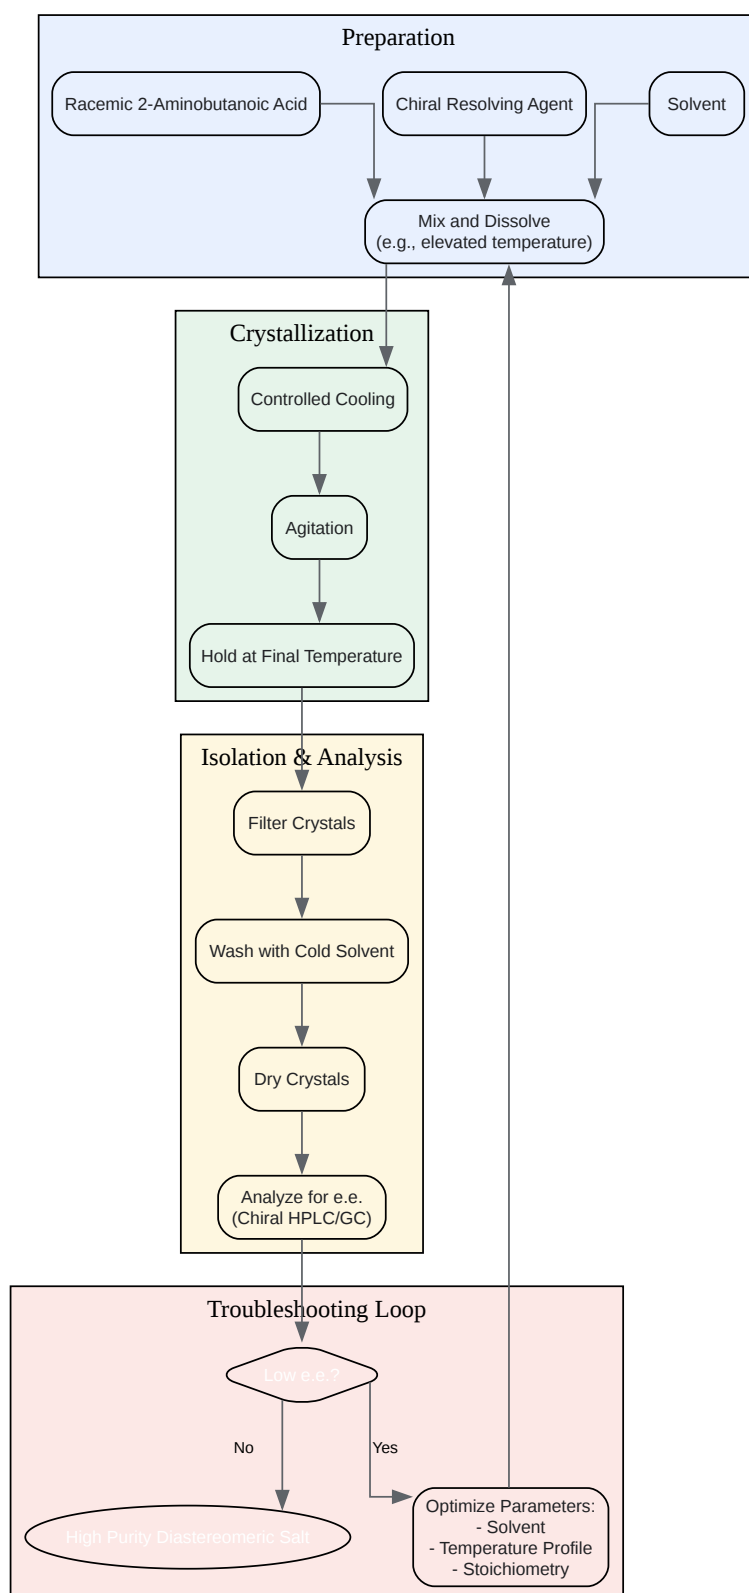 Preparation
Racemic 2-Aminobutanoic Acid
Chiral Resolving Agent
Solvent
Mix and Dissolve
(e.g., elevated temperature)
Crystallization
Controlled Cooling
Agitation
Hold at Final Temperature
Isolation & Analysis
Filter Crystals
Wash with Cold Solvent
Dry Crystals
Analyze for e.e.
(Chiral HPLC/GC)
Troubleshooting Loop
Low e.e.?
No
Yes
High Purity Diastereomeric Salt
Optimize Parameters:
- Solvent
- Temperature Profile
- Stoichiometry